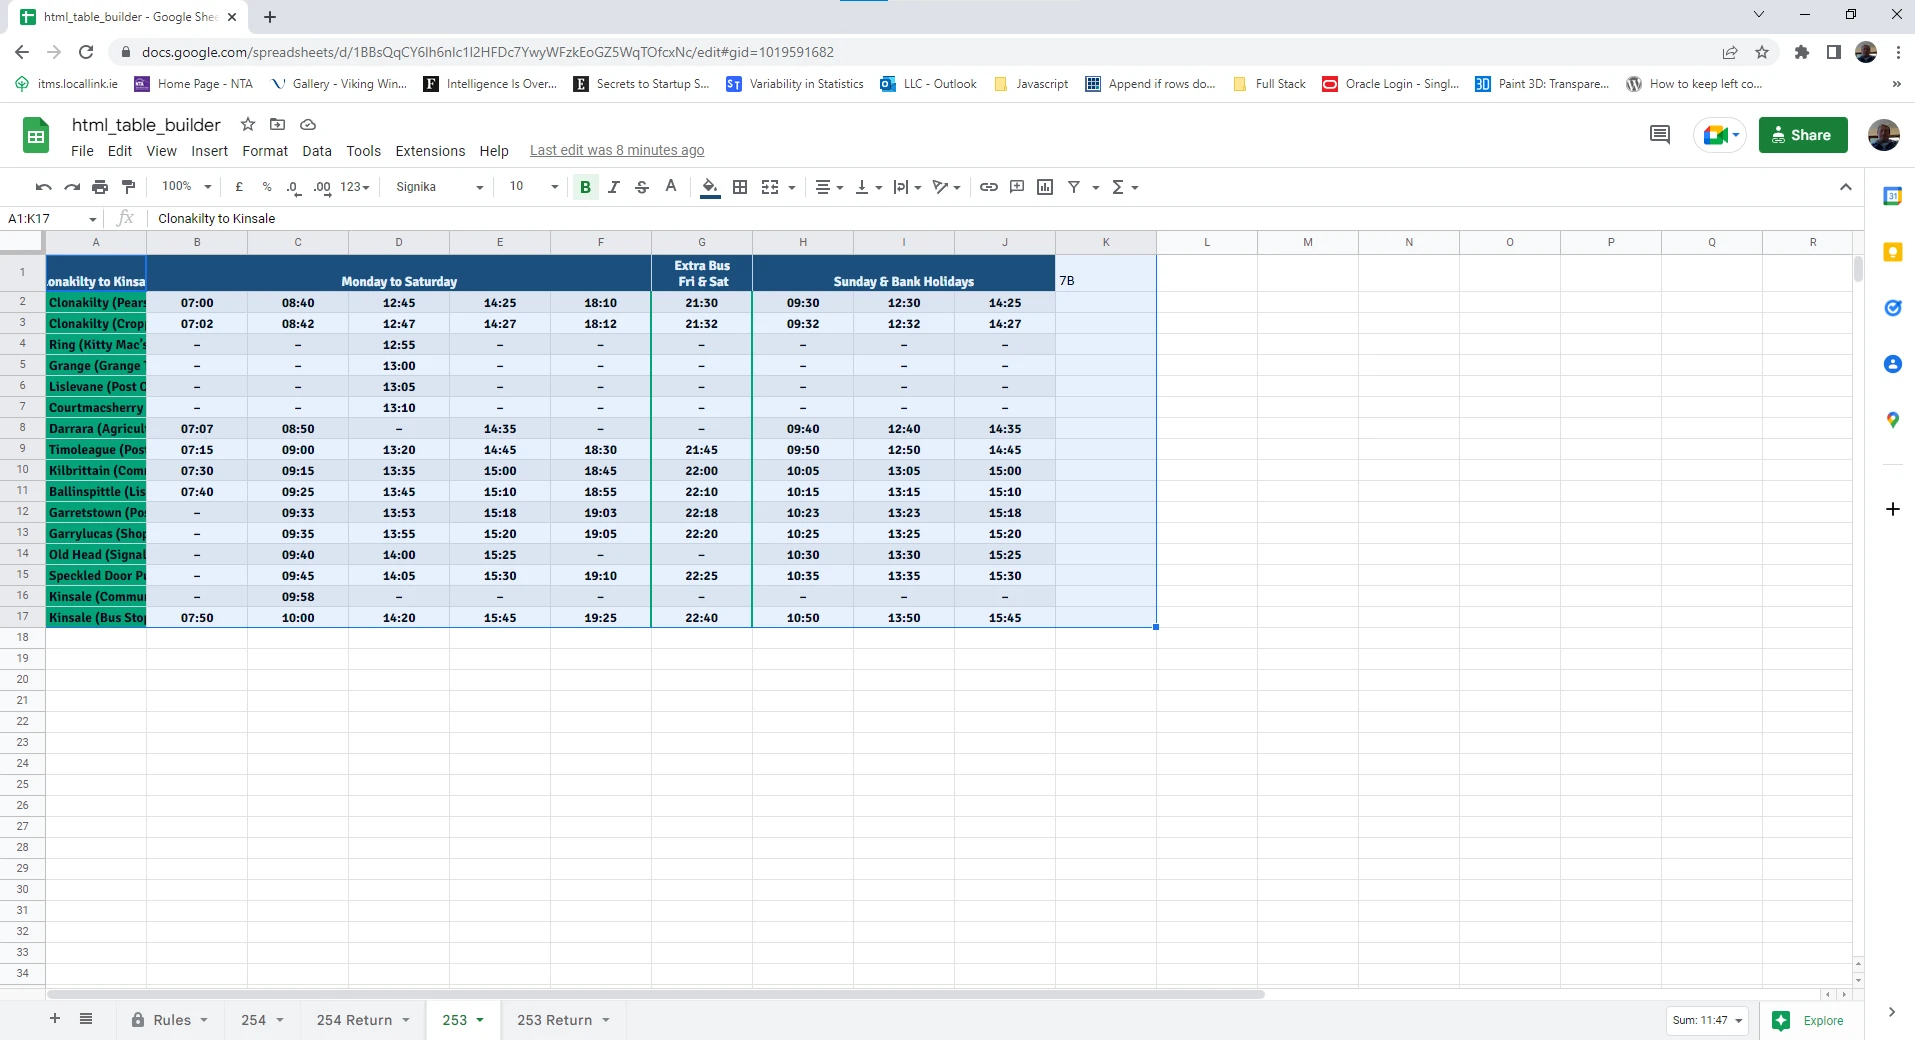 html_table_builder - Google She
docs.google.com/spreadsheets/d/1BBsQqCY6Ih6nIc1I2HFDc7YwyWFzkEoGZ5WqTOfcxNc/edit#gid=1019591682
itms.locallink.ie Home Page - NTA Gallery - Viking Win... Intelligence Is Over... Secrets to Startup S... Variability in Statistics LLC - Outlook Javascript Append if rows do... Full Stack Oracle Login - Singl... Paint 3D: Transpare... How to keep left co... »
html_table_builder
Share
File Edit View Insert Format Data Tools Extensions Help Last edit was 8 minutes ago
100% £ % .0 .00 123 Signika 10 B I S A
A1:K17 fx Clonakilty to Kinsale
A B C D E F G H I J K L M N O P Q R
1 onakilty to Kinsa Monday to Saturday Extra Bus Fri & Sat Sunday & Bank Holidays 7B
2 Clonakilty (Pears 07:00 08:40 12:45 14:25 18:10 21:30 09:30 12:30 14:25
3 Clonakilty (Crop 07:02 08:42 12:47 14:27 18:12 21:32 09:32 12:32 14:27
4 Ring (Kitty Mac's – – 12:55 – – – – – –
5 Grange (Grange – – 13:00 – – – – – –
6 Lislevane (Post O – – 13:05 – – – – – –
7 Courtmacsherry – – 13:10 – – – – – –
8 Darrara (Agricul 07:07 08:50 – 14:35 – – 09:40 12:40 14:35
9 Timoleague (Pos 07:15 09:00 13:20 14:45 18:30 21:45 09:50 12:50 14:45
10 Kilbrittain (Com 07:30 09:15 13:35 15:00 18:45 22:00 10:05 13:05 15:00
11 Ballinspittle (Lis 07:40 09:25 13:45 15:10 18:55 22:10 10:15 13:15 15:10
12 Garretstown (Po – 09:33 13:53 15:18 19:03 22:18 10:23 13:23 15:18
13 Garrylucas (Shop – 09:35 13:55 15:20 19:05 22:20 10:25 13:25 15:20
14 Old Head (Signal – 09:40 14:00 15:25 – – 10:30 13:30 15:25
15 Speckled Door P – 09:45 14:05 15:30 19:10 22:25 10:35 13:35 15:30
16 Kinsale (Commu – 09:58 – – – – – – –
17 Kinsale (Bus Stop 07:50 10:00 14:20 15:45 19:25 22:40 10:50 13:50 15:45
18
19
20
21
22
23
24
25
26
27
28
29
30
31
32
33
34
Rules 254 254 Return 253 253 Return Sum: 11:47 Explore